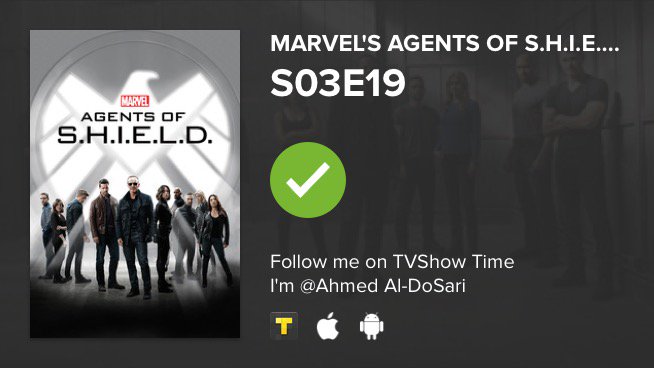 MARVEL
AGENTS OF
S.H.I.E.L.D.
MARVEL'S AGENTS OF S.H.I.E....
S03E19
Follow me on TVShow Time
I'm @Ahmed Al-DoSari
T